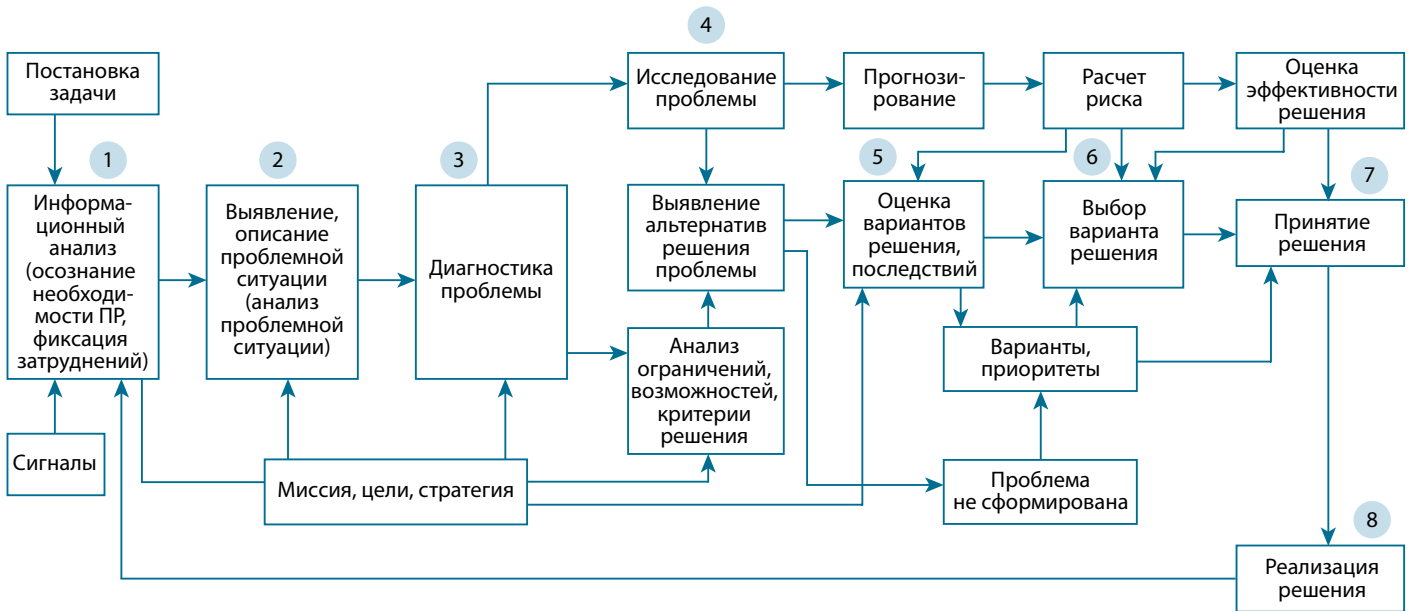 4
Постановка
задачи
Исследование
проблемы
Прогнози-
рование
Расчет
риска
Оценка
эффективности
решения
1
2
3
5
6
7
Информа-
ционный
анализ
(осознание
необходи-
мости ПР,
фиксация
затруднений)
Выявление,
описание
проблемной
ситуации
(анализ
проблемной
ситуации)
Диагностика
проблемы
Выявление
альтернатив
решения
проблемы
Оценка
вариантов
решения,
последствий
Выбор
варианта
решения
Принятие
решения
Анализ
ограничений,
возможностей,
критерии
решения
Варианты,
приоритеты
Сигналы
Миссия, цели, стратегия
Проблема
не сформирована
8
Реализация
решения